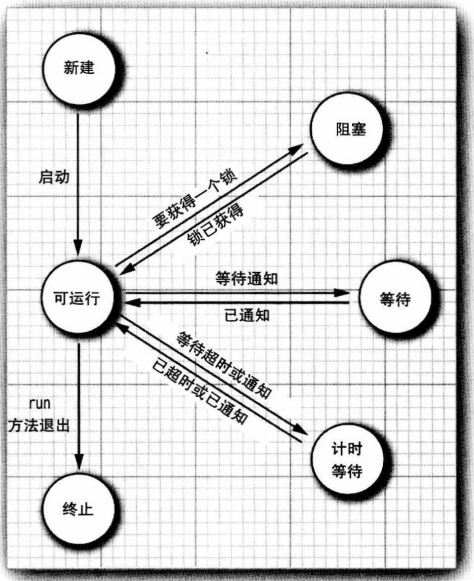 新建
阻塞
启动
要获得一个锁
锁已获得
等待通知
可运行
等待
已通知
等待超时或通知
已超时或已通知
run
方法退出
计时
等待
终止